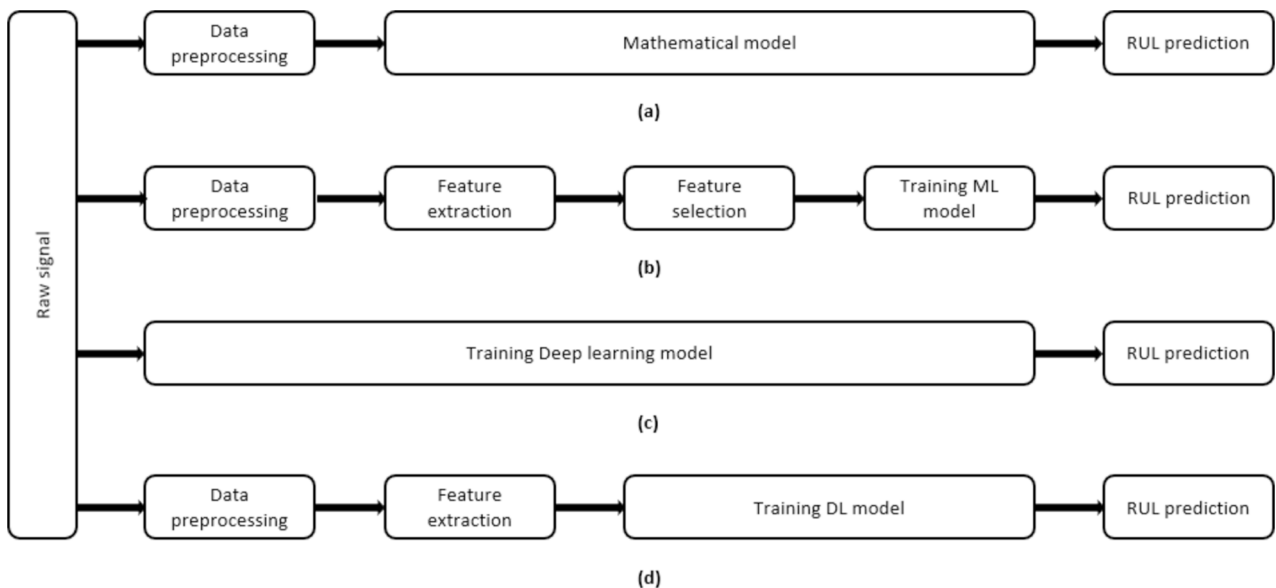 Raw signal
Data
preprocessing
Mathematical model
RUL prediction
(a)
Data
preprocessing
Feature
extraction
Feature
selection
Training ML
model
RUL prediction
(b)
Training Deep learning model
RUL prediction
(c)
Data
preprocessing
Feature
extraction
Training DL model
RUL prediction
(d)